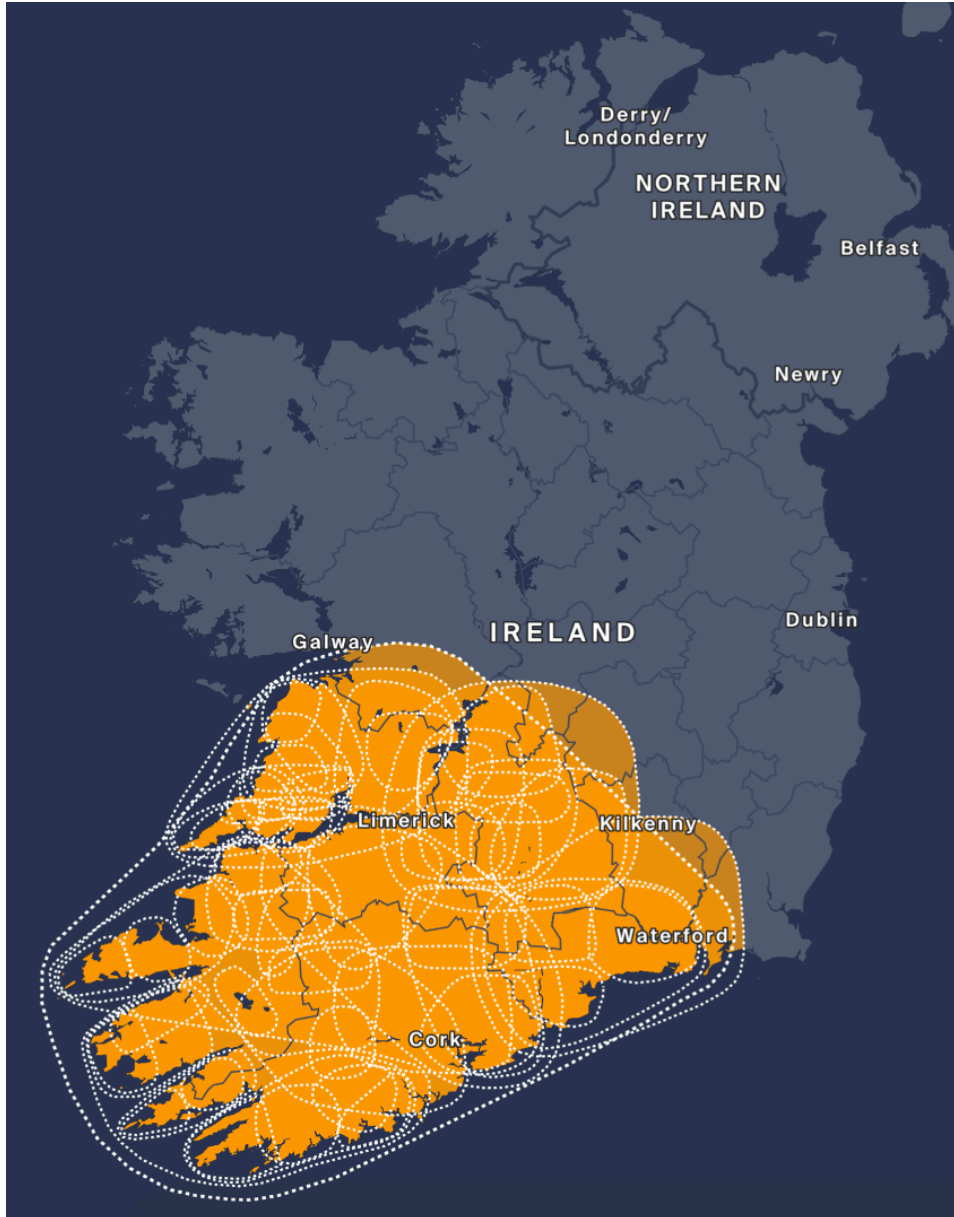 Derry/
Londonderry
NORTHERN
IRELAND
Belfast
Newry
Dublin
IRELAND
Galway
Limerick
Kilkenny
Waterford
Cork